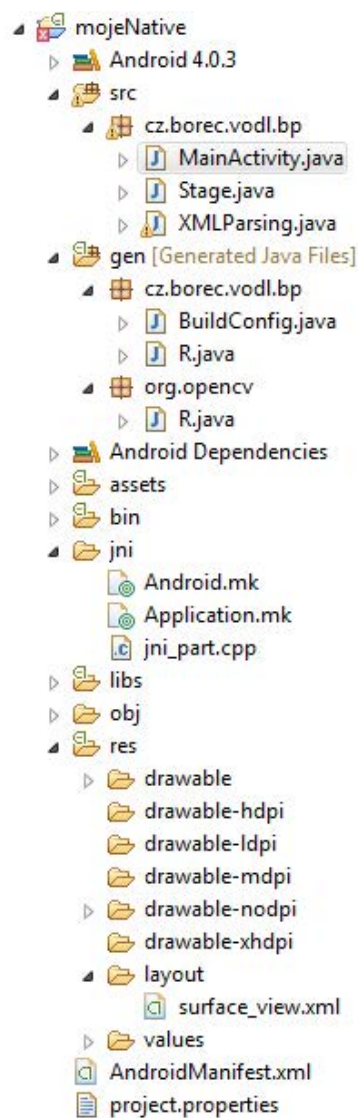 mojeNative
Android 4.0.3
src
cz.borec.vodl.bp
MainActivity.java
Stage.java
XMLParsing.java
gen [Generated Java Files]
cz.borec.vodl.bp
BuildConfig.java
R.java
org.opencv
R.java
Android Dependencies
assets
bin
jni
Android.mk
Application.mk
jni_part.cpp
libs
obj
res
drawable
drawable-hdpi
drawable-ldpi
drawable-mdpi
drawable-nodpi
drawable-xhdpi
layout
surface_view.xml
values
AndroidManifest.xml
project.properties